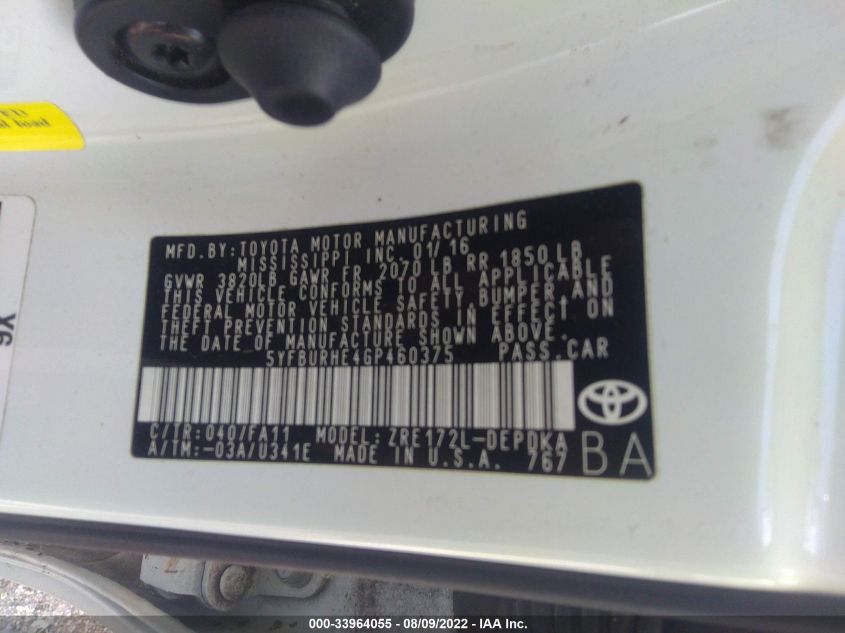 al load
MFD.BY:TOYOTA MOTOR MANUFACTURING
MISSISSIPPI INC. 01/16
GVWR 3820LB GAWR FR 2070 LB RR 1850 LB
THIS VEHICLE CONFORMS TO ALL APPLICABLE
FEDERAL MOTOR VEHICLE SAFETY, BUMPER AND
THEFT PREVENTION STANDARDS IN EFFECT ON
THE DATE OF MANUFACTURE SHOWN ABOVE.
5YFBURHE4GP460375 PASS.CAR
C/TR:040/FA11 MODEL:ZRE172L-DEPDKA
A/TM:-03A/U341E MADE IN U.S.A. 767
BA
000-33964055 - 08/09/2022 - IAA Inc.